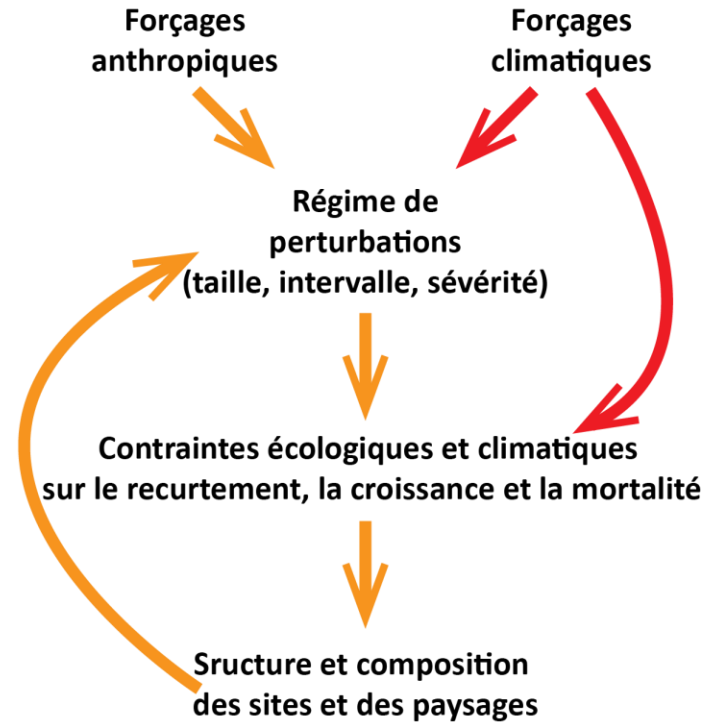 Forçages
anthropiques
Forçages
climatiques
Régime de
perturbations
(taille, intervalle, sévérité)
Contraintes écologiques et climatiques
sur le recurtement, la croissance et la mortalité
Sructure et composition
des sites et des paysages